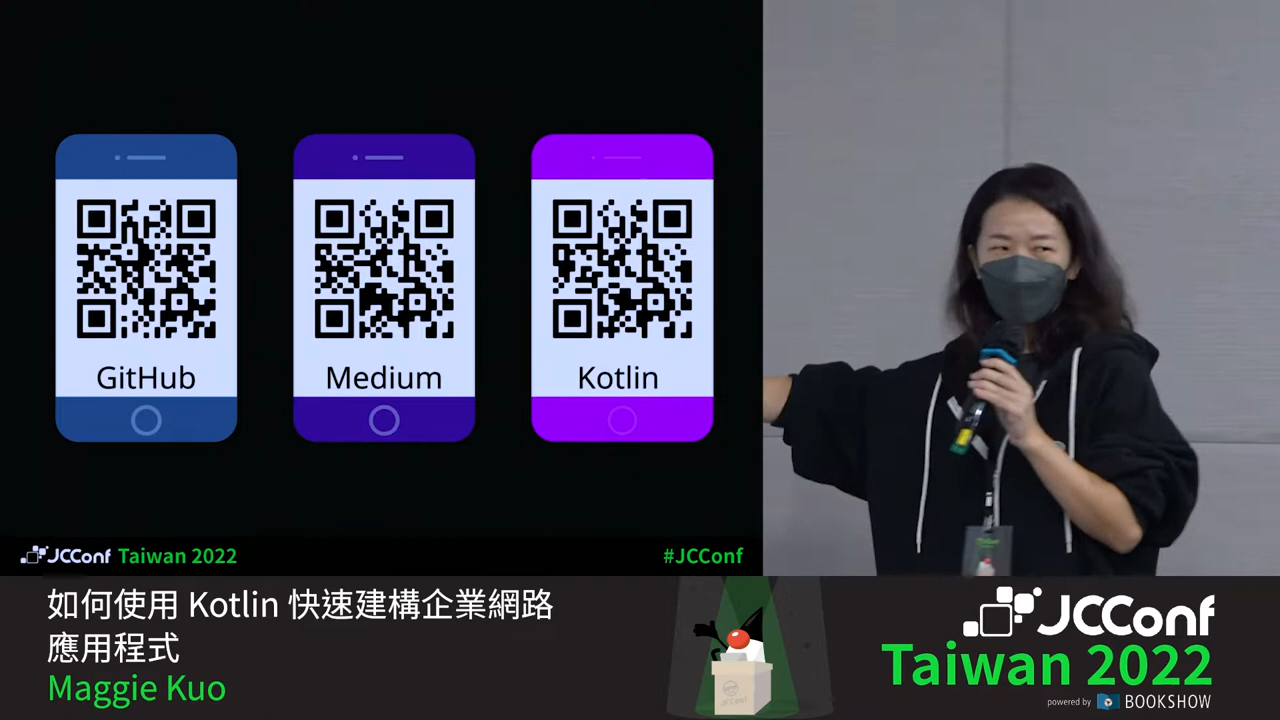 GitHub
Medium
Kotlin
JCConf Taiwan 2022
#JCConf
如何使用 Kotlin 快速建構企業網路
應用程式
Maggie Kuo
JCConf
JCConf
Taiwan 2022
powered by BOOKSHOW